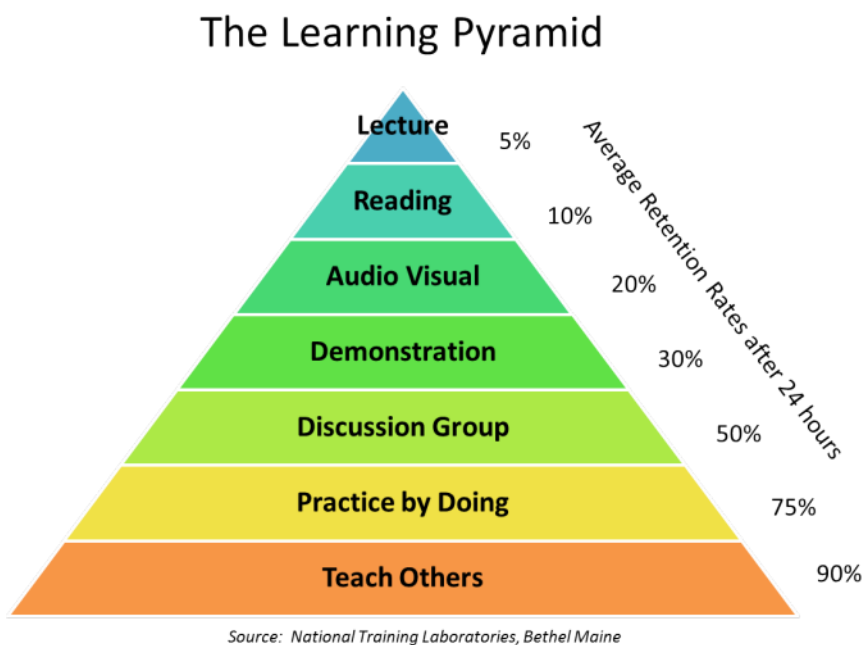 The Learning Pyramid
Lecture
5%
Reading
10%
Audio Visual
20%
Demonstration
30%
Discussion Group
50%
Practice by Doing
75%
Teach Others
90%
Average Retention Rates after 24 hours
Source: National Training Laboratories, Bethel Maine